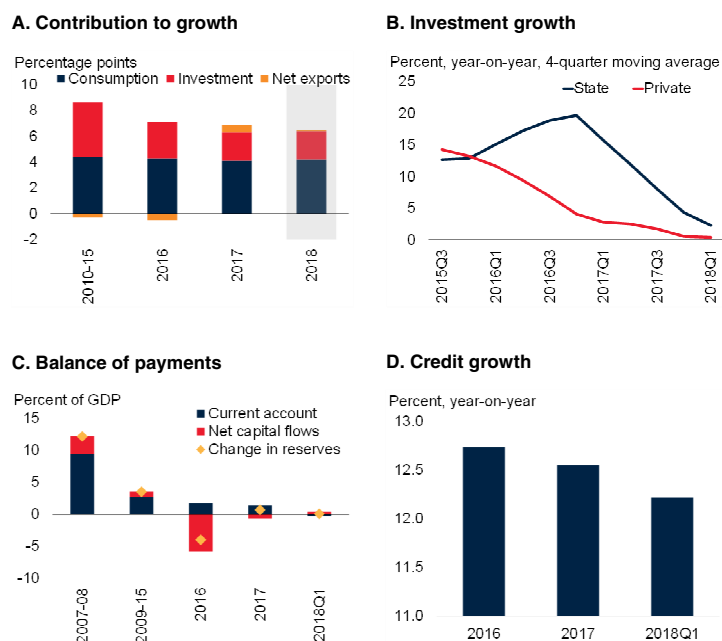 A. Contribution to growth
Percentage points
Consumption Investment Net exports
10
8
6
4
2
0
-2
2010-15
2016
2017
2018
B. Investment growth
Percent, year-on-year, 4-quarter moving average
State Private
25
20
15
10
5
0
2015Q3
2016Q1
2016Q3
2017Q1
2017Q3
2018Q1
C. Balance of payments
Percent of GDP
Current account
Net capital flows
Change in reserves
15
10
5
0
-5
-10
2007-08
2009-15
2016
2017
2018Q1
D. Credit growth
Percent, year-on-year
13.0
12.5
12.0
11.5
11.0
2016 2017 2018Q1